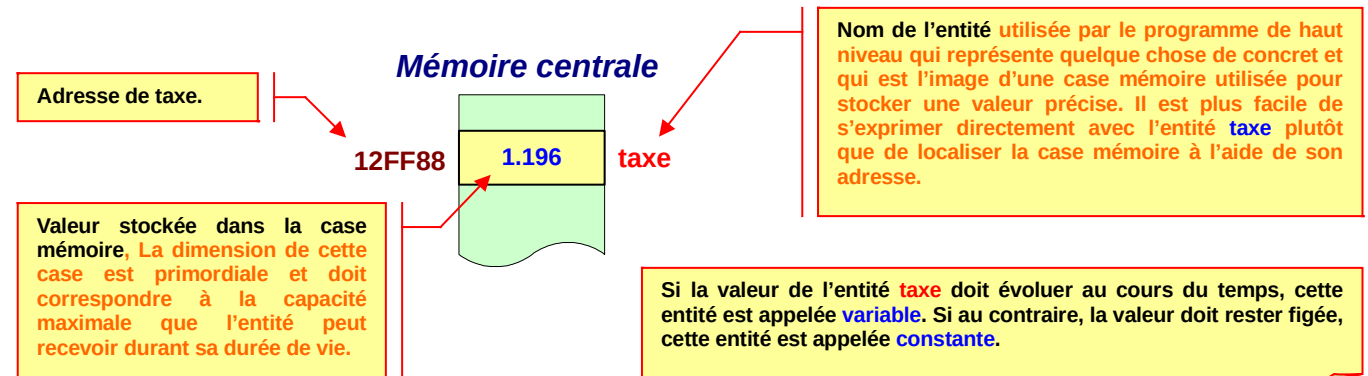 Nom de l'entité utilisée par le programme de haut
niveau qui représente quelque chose de concret et
qui est l'image d'une case mémoire utilisée pour
stocker une valeur précise. Il est plus facile de
s'exprimer directement avec l'entité taxe plutôt
que de localiser la case mémoire à l'aide de son
adresse.
Mémoire centrale
Adresse de taxe.
12FF88 1.196 taxe
Valeur stockée dans la case
mémoire, La dimension de cette
case est primordiale et doit
correspondre à la capacité
maximale que l'entité peut
recevoir durant sa durée de vie.
Si la valeur de l'entité taxe doit évoluer au cours du temps, cette
entité est appelée variable. Si au contraire, la valeur doit rester figée,
cette entité est appelée constante.